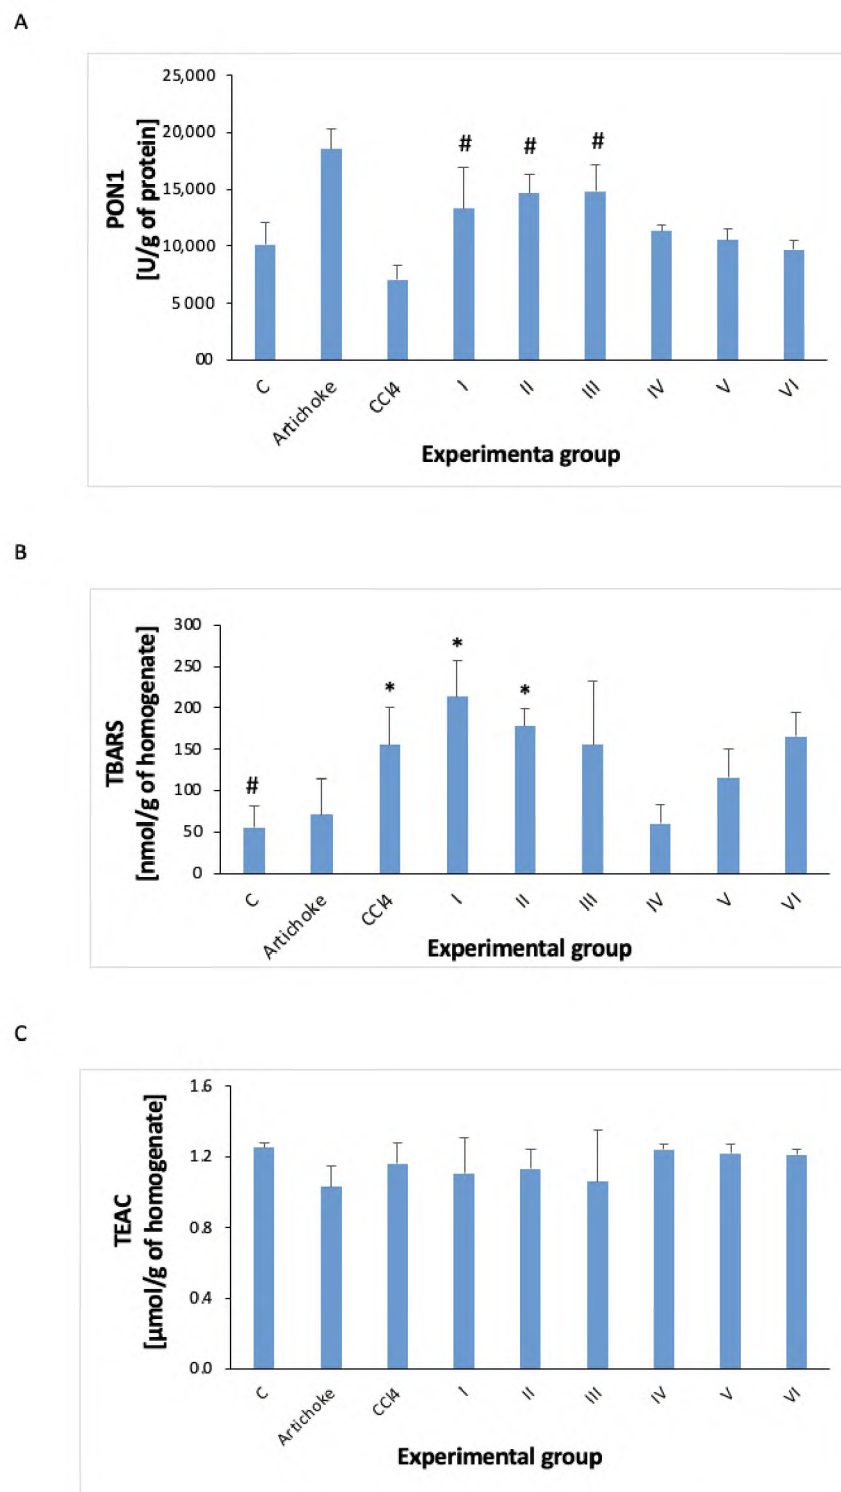 A
PON1
[U/g of protein]
25,000
20,000
15,000
10,000
5 000
00
# # #
C Artichoke CCl4 I II III IV V VI
Experimenta group
B
TBARS
[nmol/g of homogenate]
300
250
200
150
100
50
0
# * * *
C Artichoke CCl4 I II III IV V VI
Experimental group
C
TEAC
[µmol/g of homogenate]
1.6
1.2
0.8
0.4
0.0
C Artichoke CCl4 I II III IV V VI
Experimental group